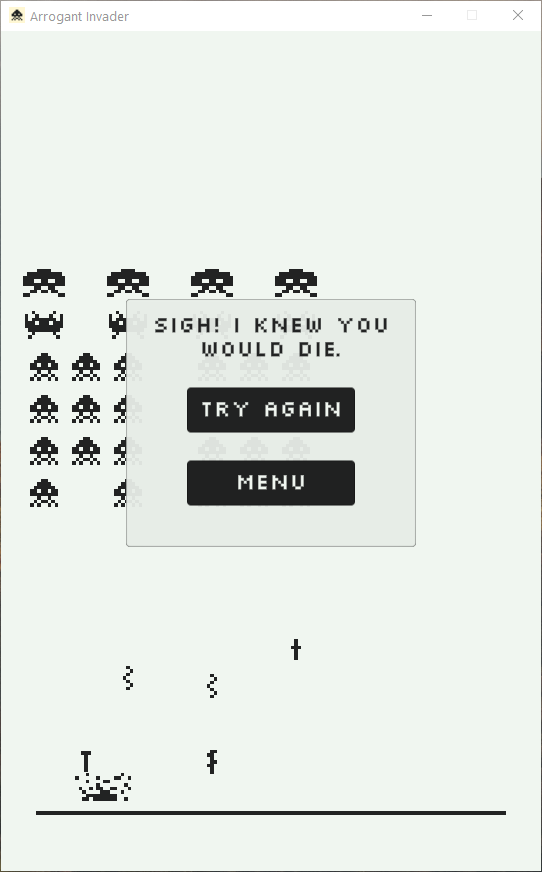 Arrogant Invader
SIGH! I KNEW YOU
WOULD DIE.
TRY AGAIN
MENU